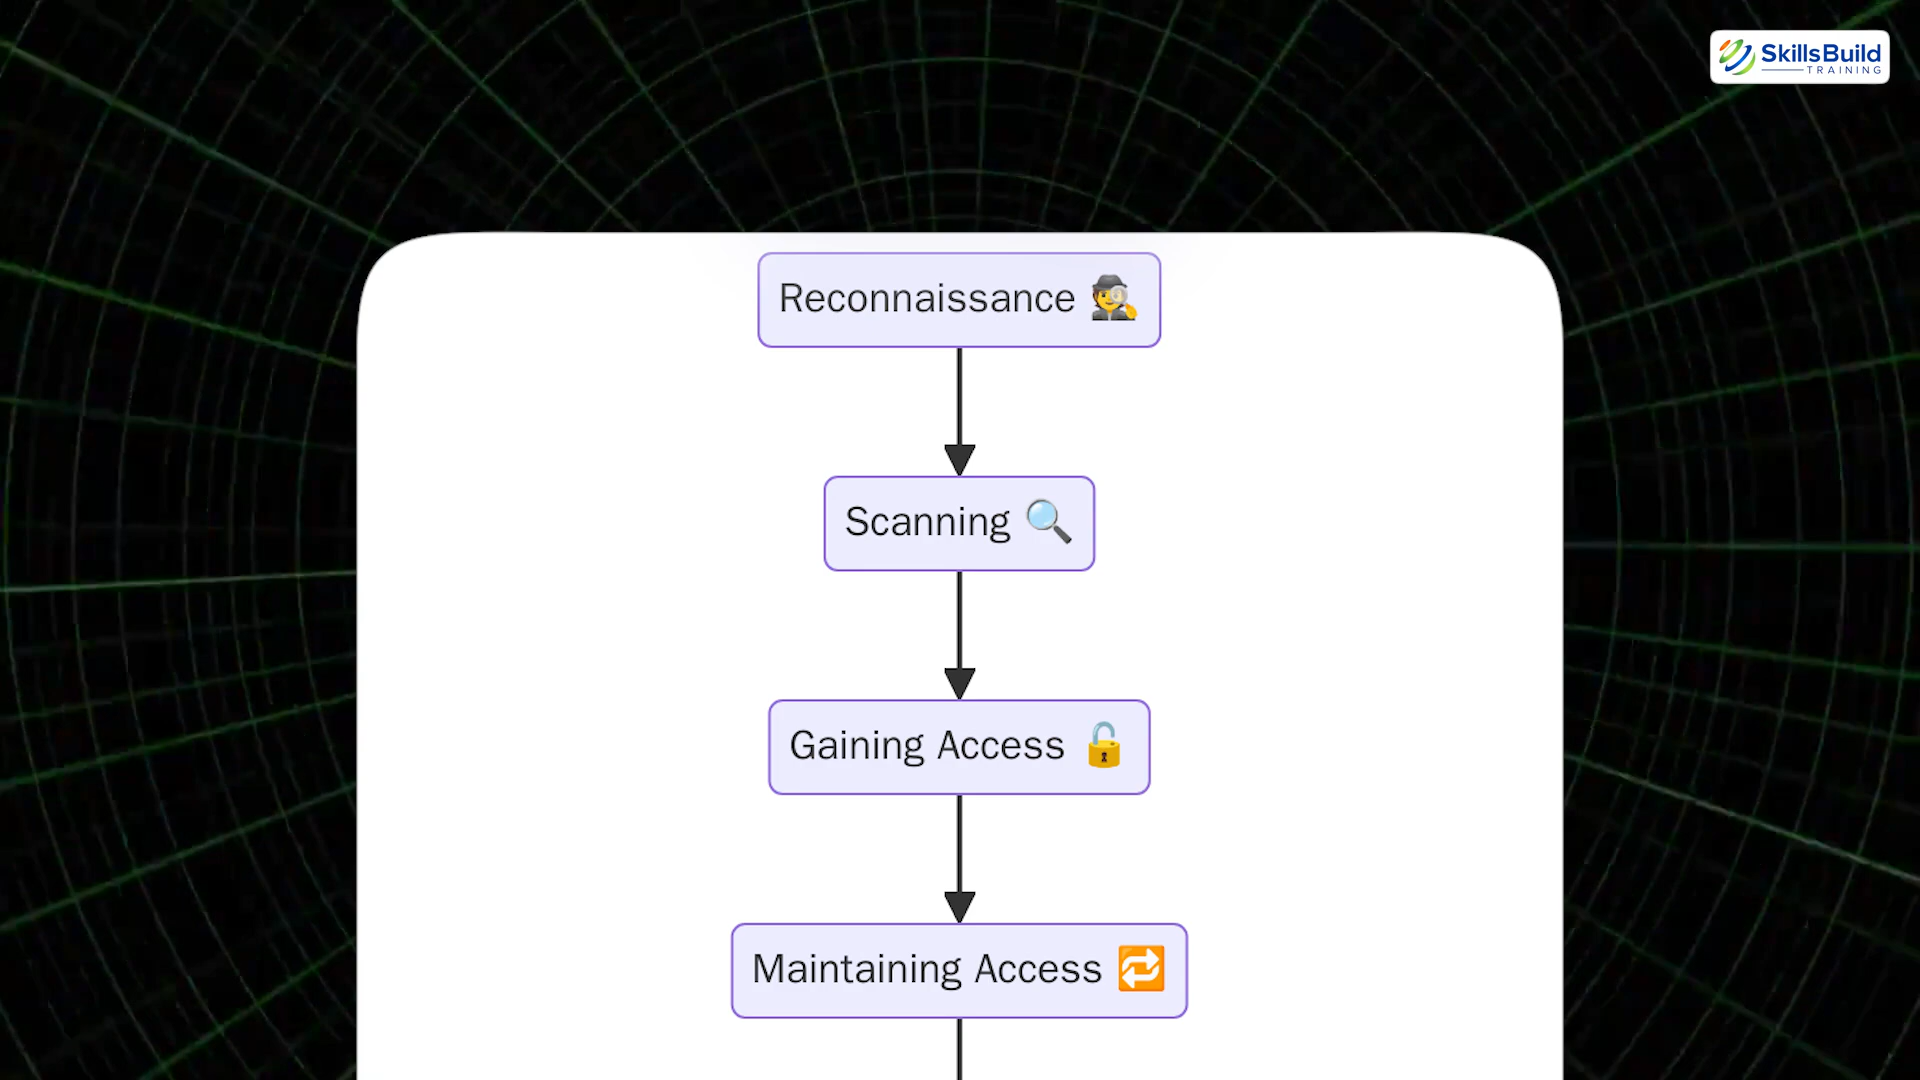 SkillsBuild
TRAINING
Reconnaissance
Scanning
Gaining Access
Maintaining Access